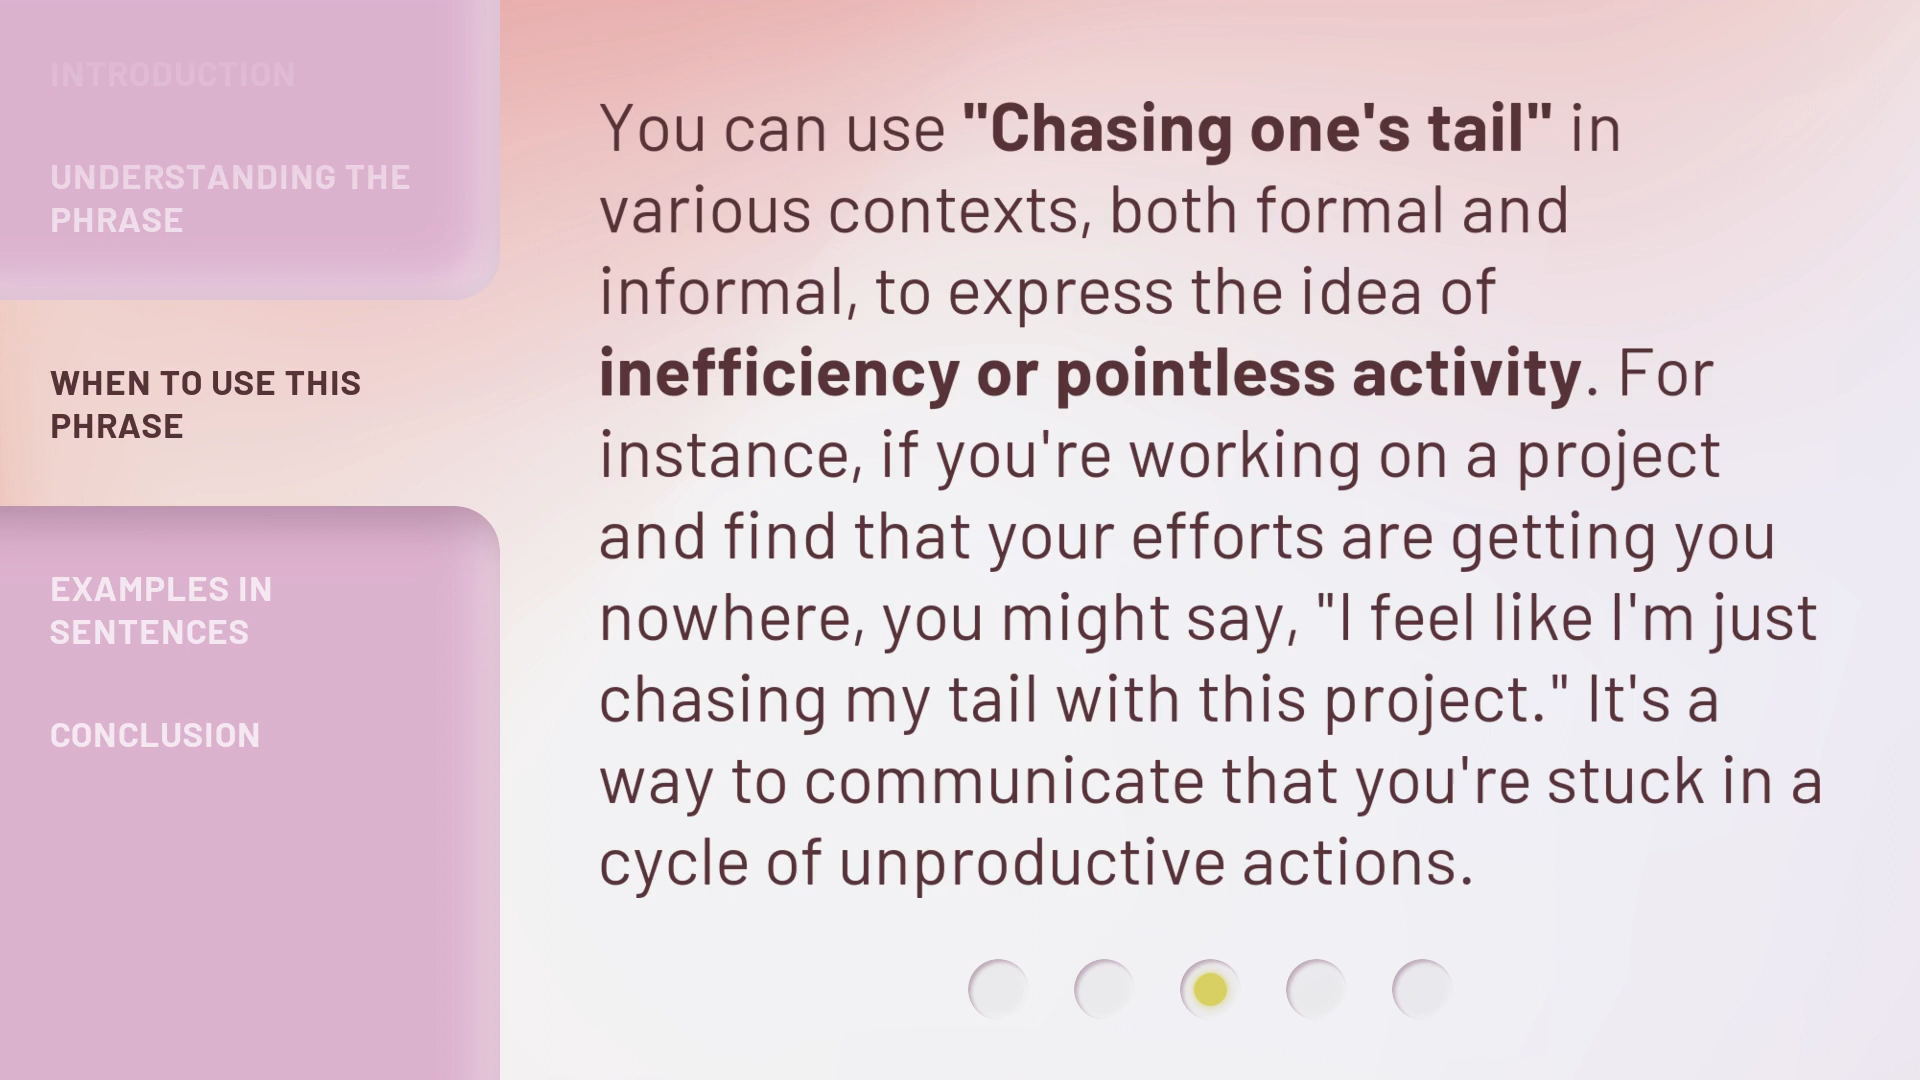 INTRODUCTION
UNDERSTANDING THE
PHRASE
WHEN TO USE THIS
PHRASE
EXAMPLES IN
SENTENCES
CONCLUSION
You can use "Chasing one's tail" in
various contexts, both formal and
informal, to express the idea of
inefficiency or pointless activity. For
instance, if you're working on a project
and find that your efforts are getting you
nowhere, you might say, "I feel like I'm just
chasing my tail with this project." It's a
way to communicate that you're stuck in a
cycle of unproductive actions.